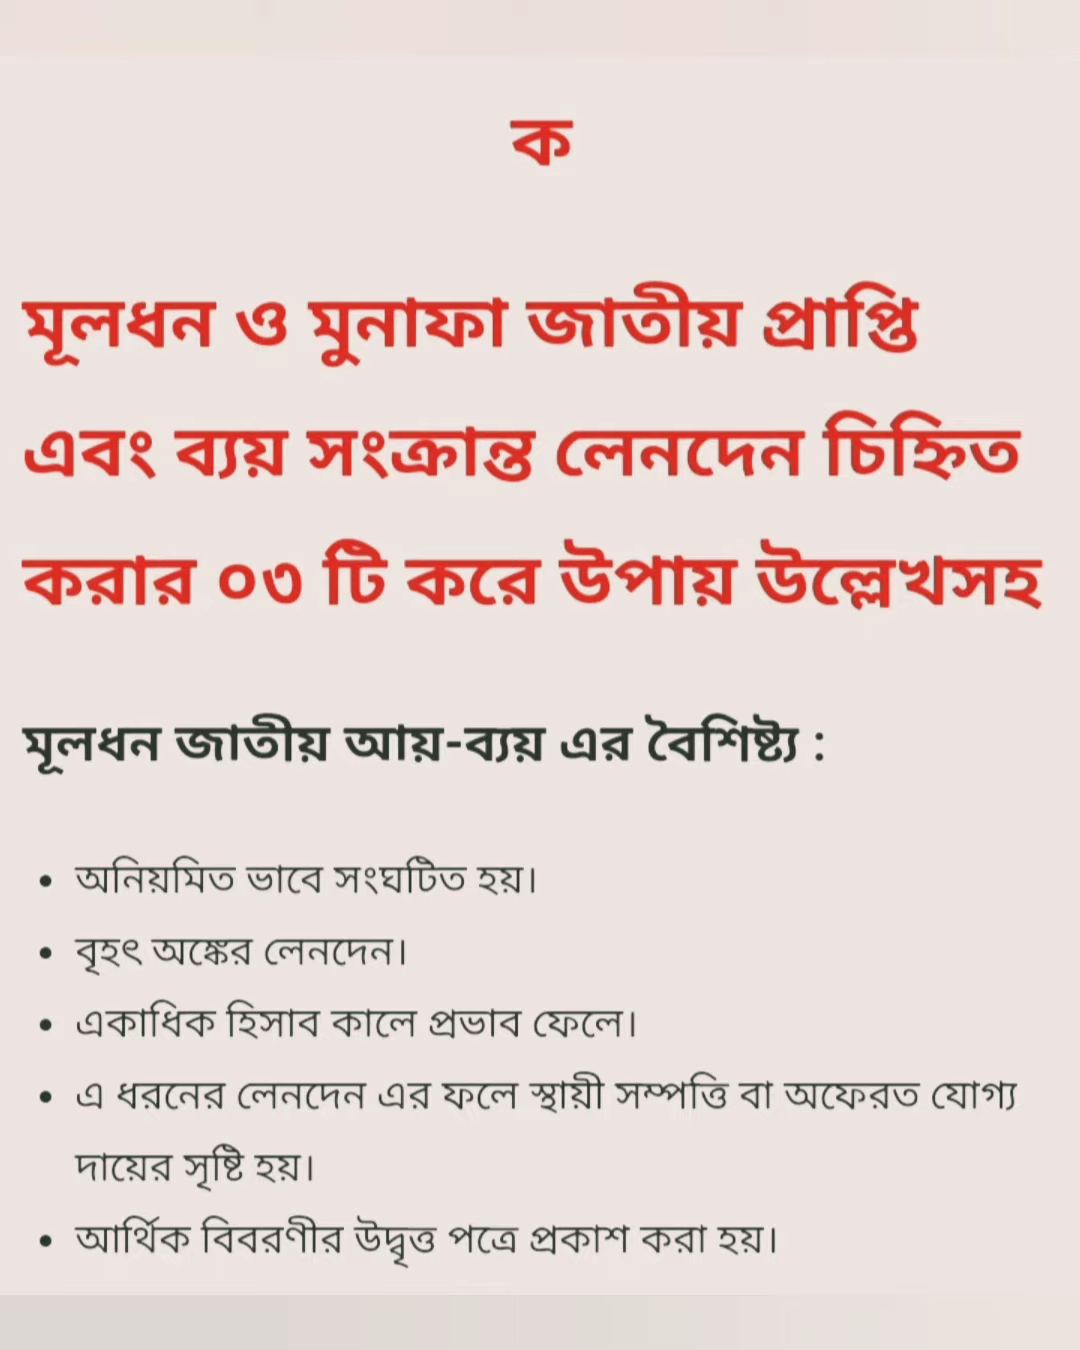 ক
মূলধন ও মুনাফা জাতীয় প্রাপ্তি
এবং ব্যয় সংক্রান্ত লেনদেন চিহ্নিত
করার ০৩ টি করে উপায় উল্লেখসহ
মূলধন জাতীয় আয়-ব্যয় এর বৈশিষ্ট্য :
• অনিয়মিত ভাবে সংঘটিত হয়।
• বৃহৎ অঙ্কের লেনদেন।
• একাধিক হিসাব কালে প্রভাব ফেলে।
• এ ধরনের লেনদেন এর ফলে স্থায়ী সম্পত্তি বা অফেরত যোগ্য
দায়ের সৃষ্টি হয়।
• আর্থিক বিবরণীর উদ্বৃত্ত পত্রে প্রকাশ করা হয়।